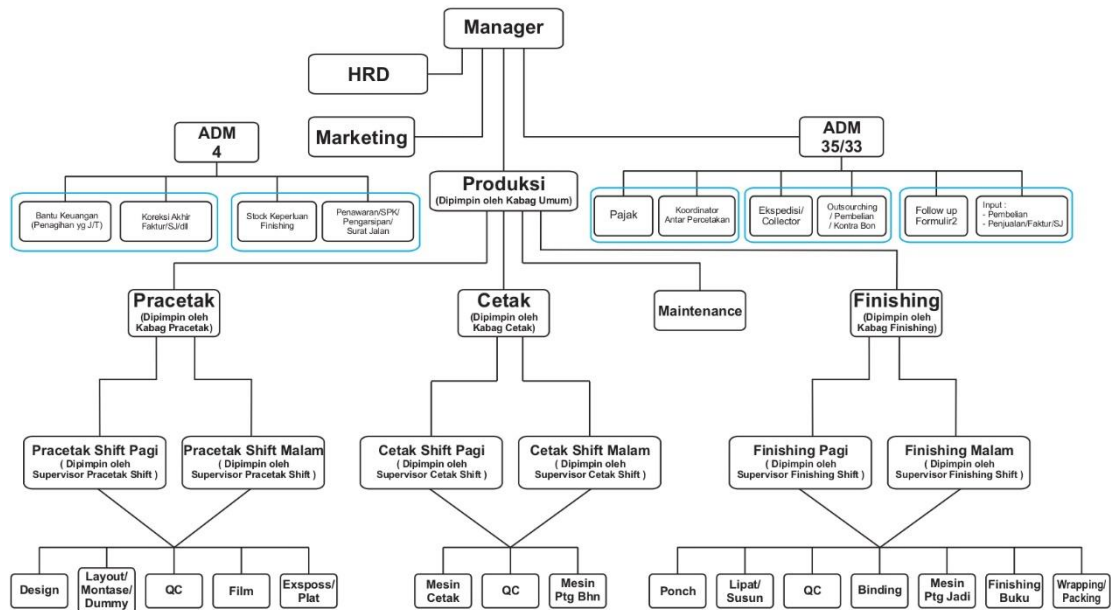 Manager
HRD
Marketing
ADM
4
ADM
35/33
Produksi
(Dipimpin oleh Kabag Umum)
Bantu Keuangan
(Penagihan yg J/T)
Koreksi Akhir
Faktur/SJ/dll
Stock Keperluan
Finishing
Penawaran/SPK/
Pengarsipan/
Surat Jalan
Pajak
Koordinator
Antar Percetakan
Ekspedisi/
Collector
Outsourching
/ Pembelian
/ Kontra Bon
Follow up
Formulir2
Input :
- Pembelian
- Penjualan/Faktur/SJ
Pracetak
(Dipimpin oleh
Kabag Pracetak)
Cetak
(Dipimpin oleh
Kabag Cetak)
Maintenance
Finishing
(Dipimpin oleh
Kabag Finishing)
Pracetak Shift Pagi
( Dipimpin oleh
Supervisor Pracetak Shift )
Pracetak Shift Malam
( Dipimpin oleh
Supervisor Pracetak Shift )
Cetak Shift Pagi
( Dipimpin oleh
Supervisor Cetak Shift )
Cetak Shift Malam
( Dipimpin oleh
Supervisor Cetak Shift )
Finishing Pagi
( Dipimpin oleh
Supervisor Finishing Shift )
Finishing Malam
( Dipimpin oleh
Supervisor Finishing Shift )
Design
Layout/
Montase/
Dummy
QC
Film
Exsposs/
Plat
Mesin
Cetak
QC
Mesin
Ptg Bhn
Ponch
Lipat/
Susun
QC
Binding
Mesin
Ptg Jadi
Finishing
Buku
Wrapping/
Packing